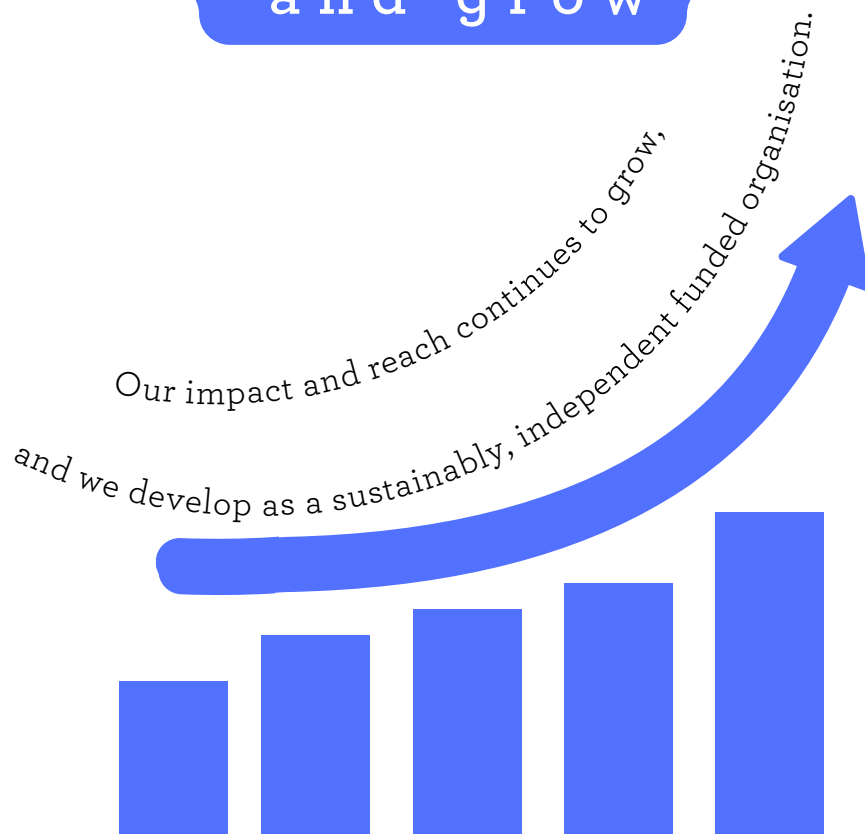 and grow
Our impact and reach continues to grow,
and we develop as a sustainably, independent funded organisation.